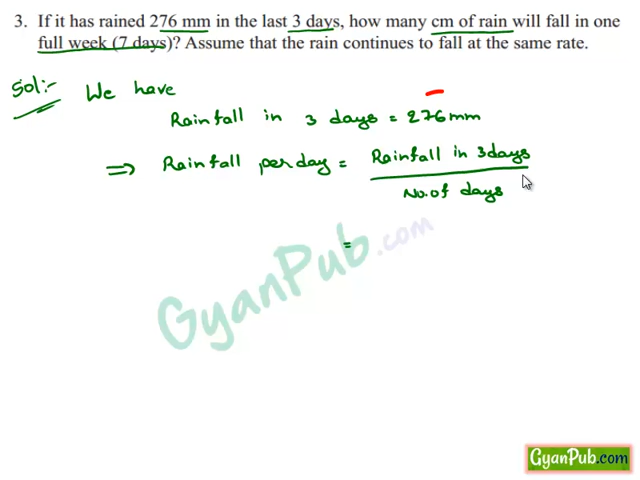 3. If it has rained 276 mm in the last 3 days, how many cm of rain will fall in one
full week (7 days)? Assume that the rain continues to fall at the same rate.
Sol:- We have
Rainfall in 3 days = 276 mm
⇒ Rainfall per day = Rainfall in 3 days
No. of days
=
GyanPub.com
GyanPub.com